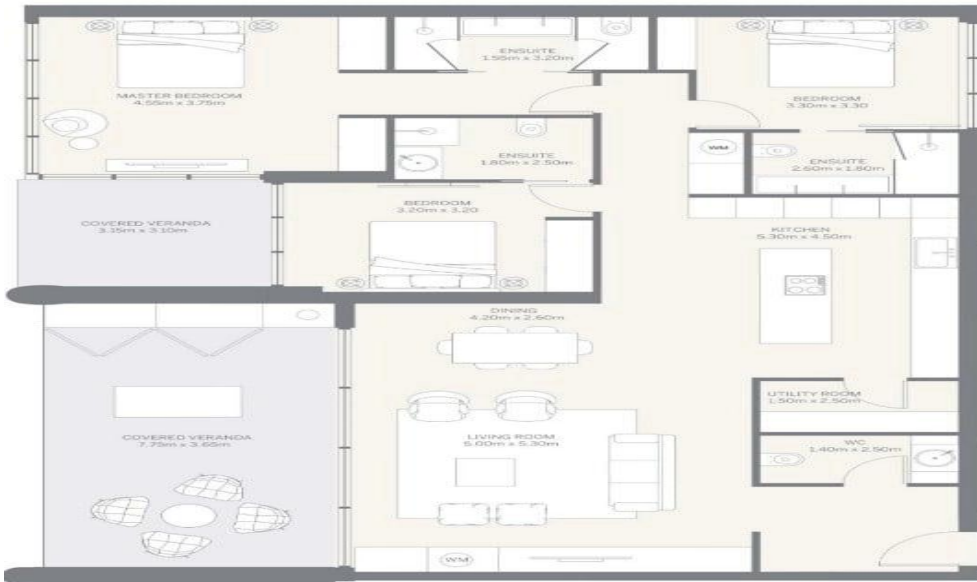 ENSUITE
1.55m x 3.20m
MASTER BEDROOM
4.55m x 3.75m
BEDROOM
3.30m x 3.30
WM
ENSUITE
1.80m x 2.50m
ENSUITE
2.60m x 1.80m
BEDROOM
3.20m x 3.20
COVERED VERANDA
3.15m x 3.10m
KITCHEN
5.30m x 4.50m
DINING
4.20m x 2.60m
UTILITY ROOM
1.50m x 2.50m
COVERED VERANDA
7.75m x 3.65m
LIVING ROOM
5.00m x 5.30m
WC
1.40m x 2.50m
WM